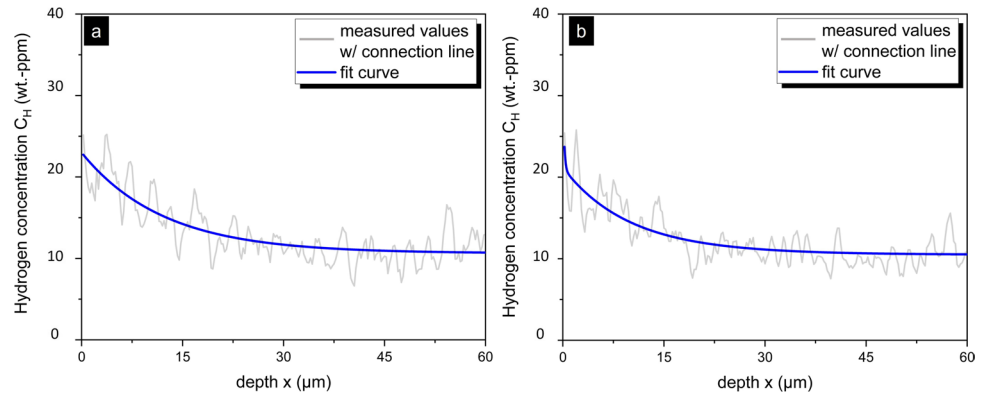 a
measured values
w/ connection line
fit curve
Hydrogen concentration C_H (wt.-ppm)
40
30
20
10
0
0
15
30
45
60
depth x (µm)
b
measured values
w/ connection line
fit curve
Hydrogen concentration C_H (wt.-ppm)
40
30
20
10
0
0
15
30
45
60
depth x (µm)